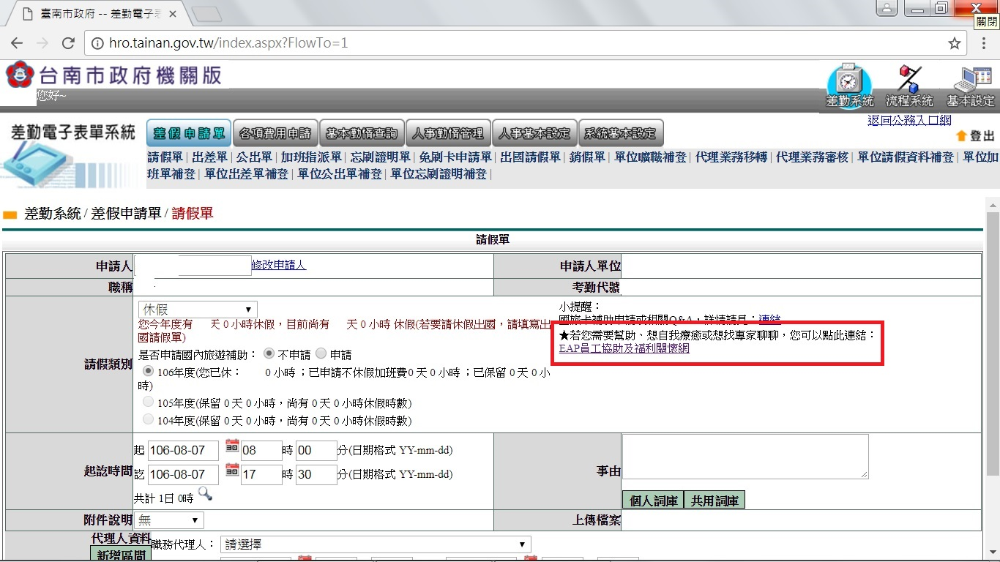 臺南市政府 -- 差勤電子表
關閉
hro.tainan.gov.tw/index.aspx?FlowTo=1
台南市政府機關版
您好~
差勤系統 流程系統 基本設定
返回公務入口網
登出
差勤電子表單系統
差假申請單 各項費用申請 基本勤惰查詢 人事勤惰管理 人事基本設定 系統基本設定
請假單| 出差單| 公出單| 加班指派單| 忘刷證明單| 免刷卡申請單| 出國請假單| 銷假單| 單位曠職補登| 代理業務移轉| 代理業務審核| 單位請假資料補登| 單位加
班單補登| 單位出差單補登| 單位公出單補登| 單位忘刷證明補登|
差勤系統 / 差假申請單 / 請假單
請假單
申請人 修改申請人 申請人單位
職稱 考勤代號
請假類別
休假
您今年度有 天 0 小時休假，目前尚有 天 0 小時 休假(若要請休假出國，請填寫出
國請假單)
是否申請國內旅遊補助： 不申請 申請
106年度(您已休： 0 小時 ；已申請不休假加班費0 天 0 小時 ；已保留 0 天 0 小
時)
105年度(保留 0 天 0 小時，尚有 0 天 0 小時休假時數)
104年度(保留 0 天 0 小時，尚有 0 天 0 小時休假時數)
小提醒：
國旅卡補助申請或相關Q&A，詳情請見：連結
★若您需要幫助、想自我療癒或想找專家聊聊，您可以點此連結：
EAP員工協助及福利關懷網
起訖時間
起 106-08-07 08 時 00 分(日期格式 YY-mm-dd)
訖 106-08-07 17 時 30 分(日期格式 YY-mm-dd)
共計 1日 0時
事由
個人詞庫 共用詞庫
附件說明 無 上傳檔案
代理人資料
新增區間
職務代理人： 請選擇